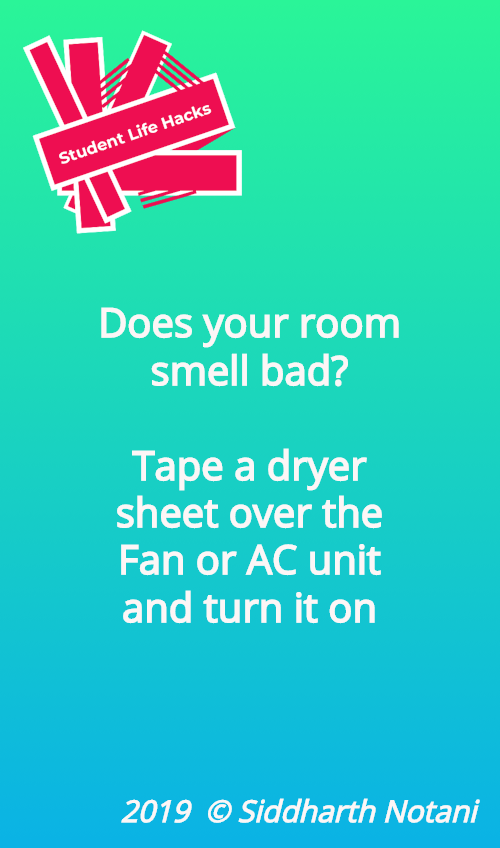 Student Life Hacks
Does your room
smell bad?
Tape a dryer
sheet over the
Fan or AC unit
and turn it on
2019 © Siddharth Notani